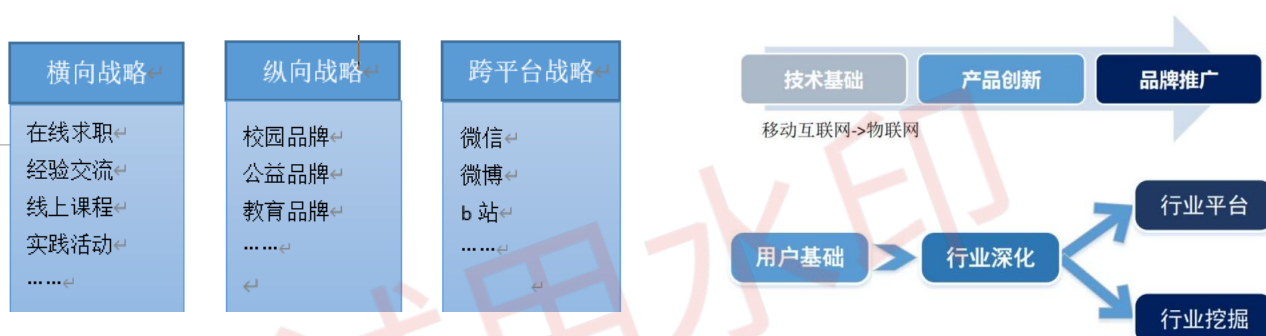 横向战略
在线求职
经验交流
线上课程
实践活动
……
纵向战略
校园品牌
公益品牌
教育品牌
……
跨平台战略
微信
微博
b 站
……
技术基础
产品创新
品牌推广
移动互联网->物联网
用户基础
行业深化
行业平台
行业挖掘
试用水印